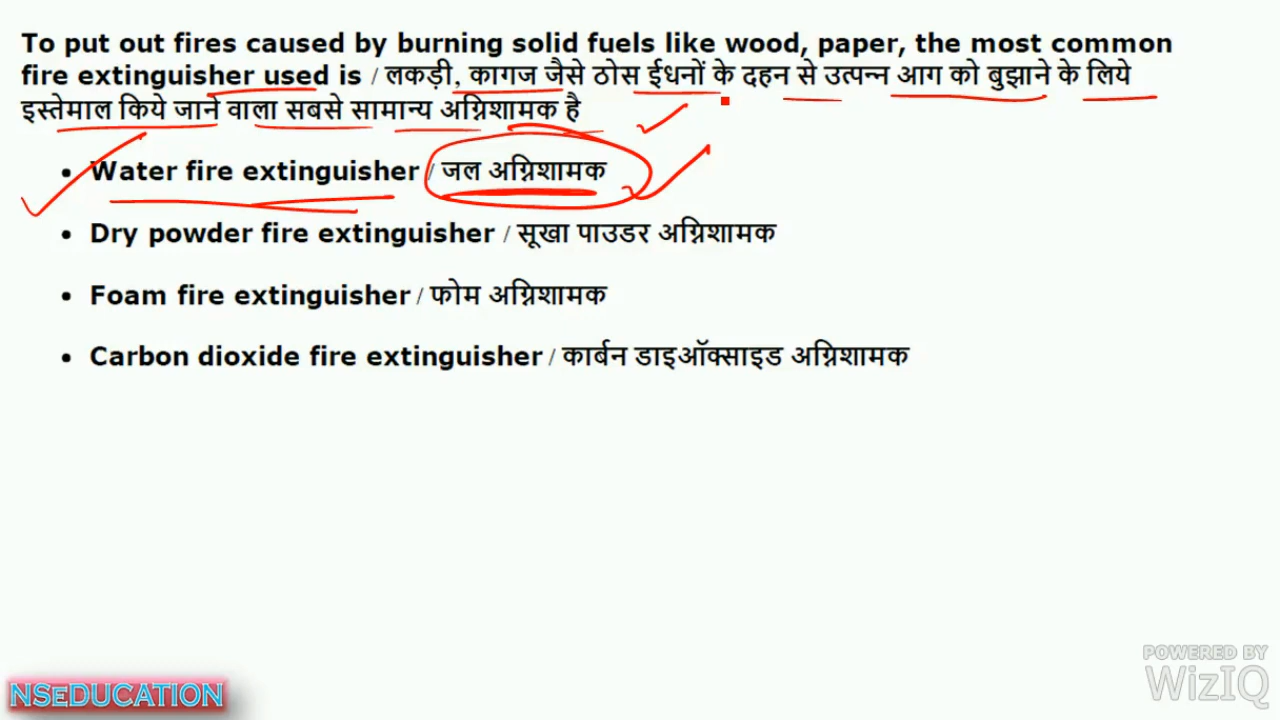 To put out fires caused by burning solid fuels like wood, paper, the most common
fire extinguisher used is / लकड़ी, कागज जैसे ठोस ईधनों के दहन से उत्पन्न आग को बुझाने के लिये
इस्तेमाल किये जाने वाला सबसे सामान्य अग्निशामक है
• Water fire extinguisher / जल अग्निशामक
• Dry powder fire extinguisher / सूखा पाउडर अग्निशामक
• Foam fire extinguisher / फोम अग्निशामक
• Carbon dioxide fire extinguisher / कार्बन डाइऑक्साइड अग्निशामक
POWERED BY
WizIQ
NSEDUCATION